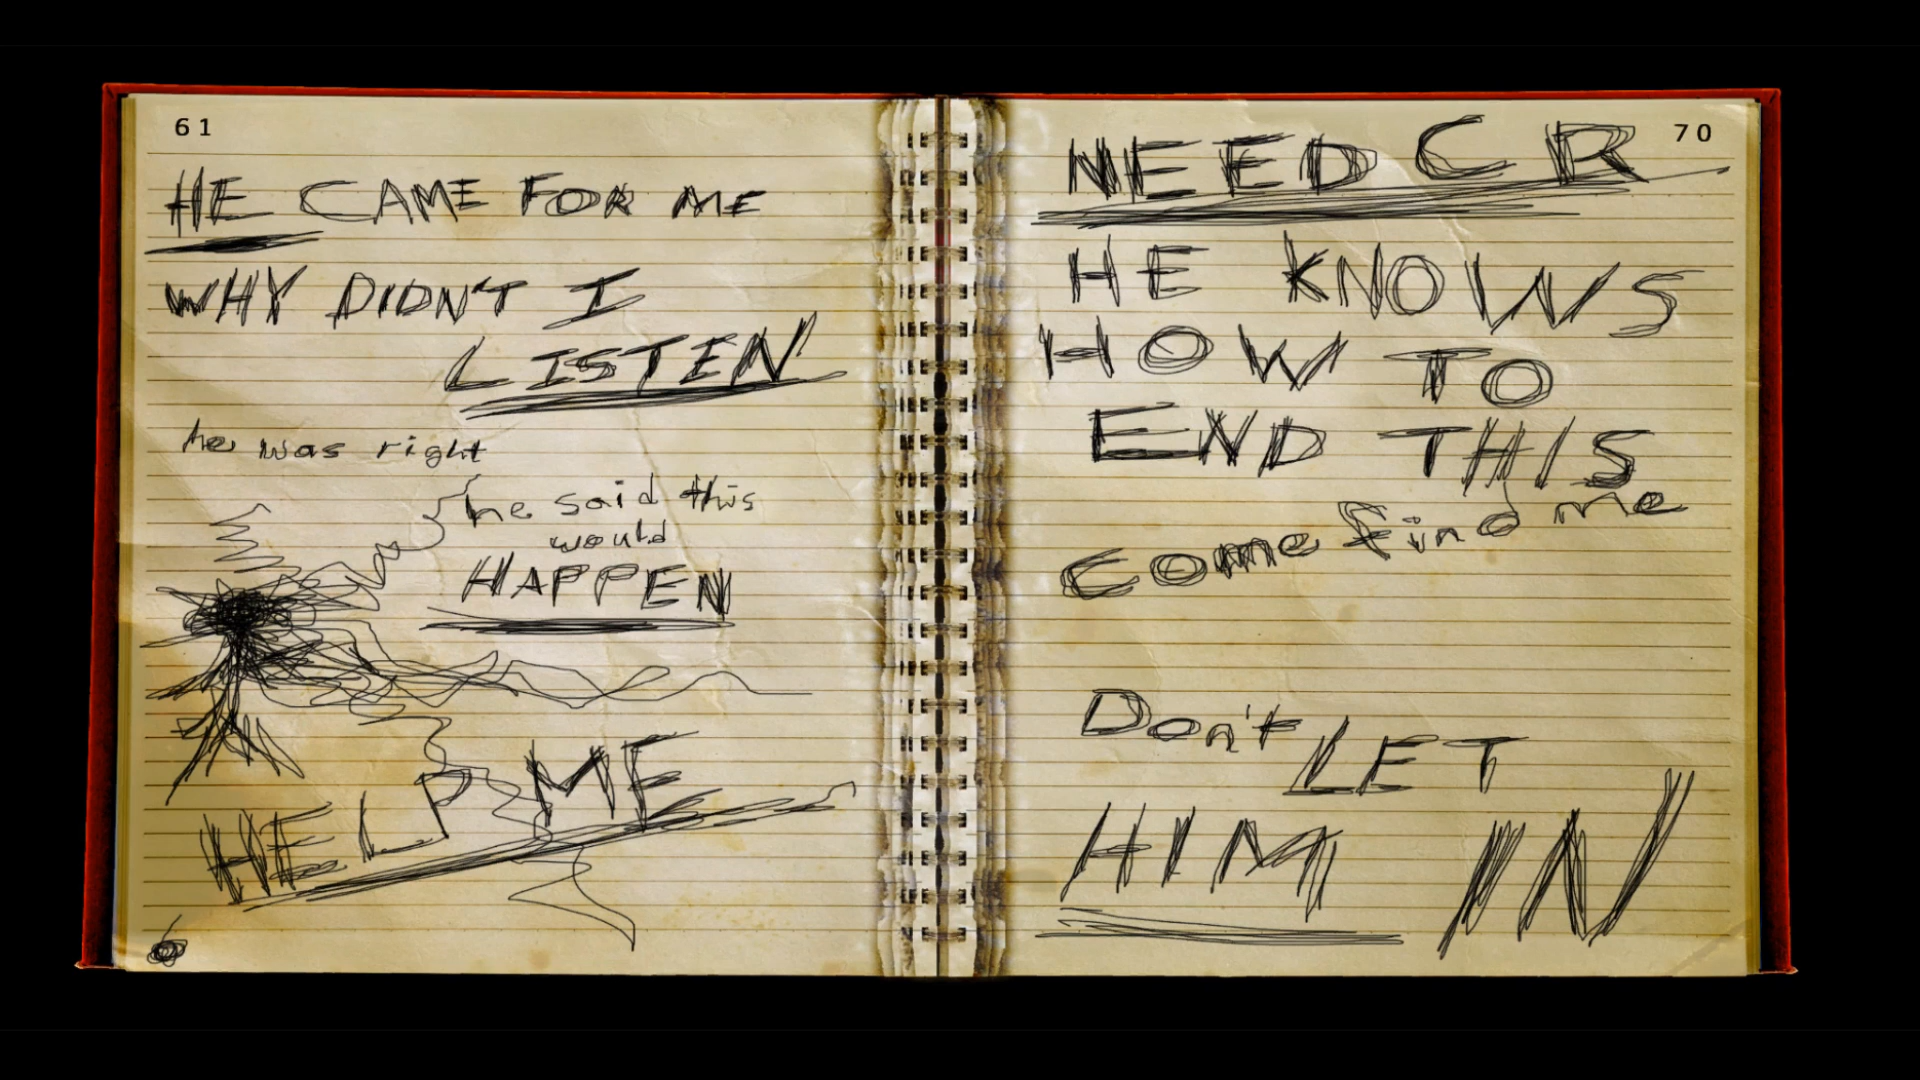 61
HE CAME FOR ME
WHY DIDN'T I
LISTEN
he was right
he said this
would
HAPPEN
HELP ME
70
NEED CR
HE KNOWS
HOW TO
END THIS
come find me
Don't LET
HIM IN